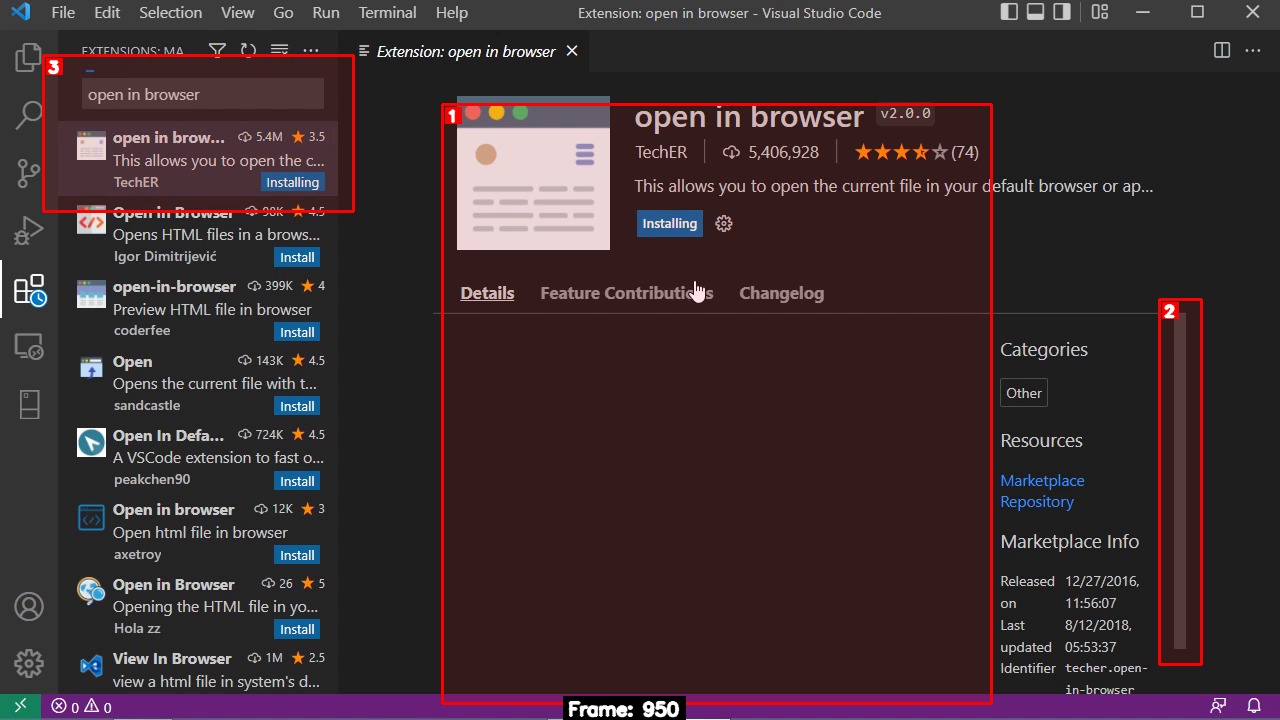 File Edit Selection View Go Run Terminal Help
Extension: open in browser - Visual Studio Code
EXTENSIONS: MA
Extension: open in browser
3
open in browser
open in brow... 5.4M 3.5
This allows you to open the c...
TechER Installing
Open in Browser 98K 4.5
Opens HTML files in a brows...
Igor Dimitrijević Install
open-in-browser 399K 4
Preview HTML file in browser
coderfee Install
Open 143K 4.5
Opens the current file with t...
sandcastle Install
Open In Defa... 724K 4.5
A VSCode extension to fast o...
peakchen90 Install
Open in browser 12K 3
Open html file in browser
axetroy Install
Open in Browser 26 5
Opening the HTML file in yo...
Hola zz Install
View In Browser 1M 2.5
view a html file in system's d...
1
open in browser v2.0.0
TechER 5,406,928 (74)
This allows you to open the current file in your default browser or ap...
Installing
Details Feature Contributions Changelog
2
Categories
Other
Resources
Marketplace
Repository
Marketplace Info
Released 12/27/2016,
on 11:56:07
Last 8/12/2018,
updated 05:53:37
Identifier techer.open-
in-browser
0 0
Frame: 950